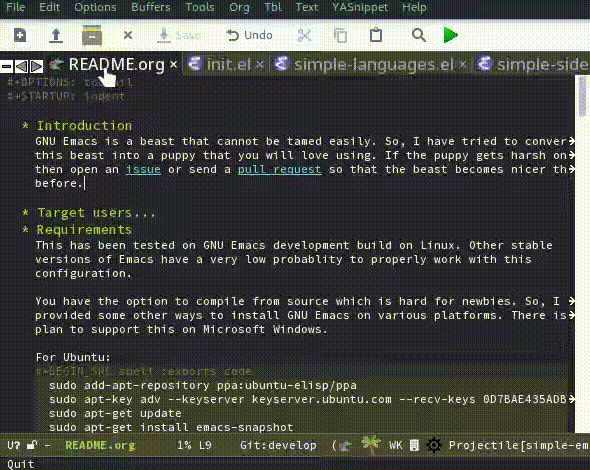 File Edit Options Buffers Tools Org Tbl Text YASnippet Help
Save Undo
README.org × init.el × simple-languages.el × simple-side
#+OPTIONS:
#+STARTUP: indent
* Introduction
GNU Emacs is a beast that cannot be tamed easily. So, I have tried to conver
this beast into a puppy that you will love using. If the puppy gets harsh on
then open an issue or send a pull request so that the beast becomes nicer th
before.
* Target users...
* Requirements
This has been tested on GNU Emacs development build on Linux. Other stable
versions of Emacs have a very low probablity to properly work with this
configuration.
You have the option to compile from source which is hard for newbies. So, I
provided some other ways to install GNU Emacs on various platforms. There is
plan to support this on Microsoft Windows.
For Ubuntu:
#+BEGIN_SRC shell :exports code
sudo add-apt-repository ppa:ubuntu-elisp/ppa
sudo apt-key adv --keyserver keyserver.ubuntu.com --recv-keys 0D7BAE435ADB
sudo apt-get update
sudo apt-get install emacs-snapshot
U? - README.org 1% L9 Git:develop ( WK Projectile[simple-em
Quit